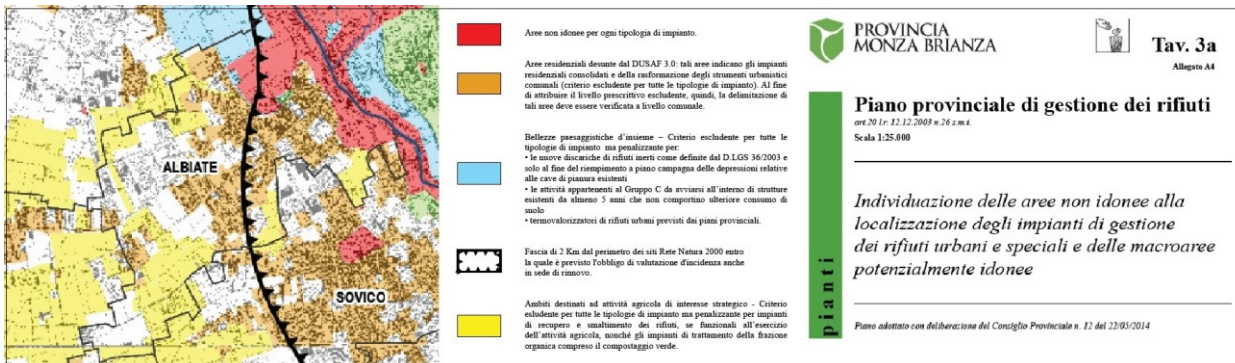 ALBIATE
SOVICO
Aree non idonee per ogni tipologia di impianto.
Aree residenziali desunte dal DUSAF 3.0: tali aree indicano gli impianti
residenziali consolidati e della rasformazione degli strumenti urbanistici
comunali (criterio escludente per tutte le tipologie di impianto). Al fine
di attribuire il livello prescrittivo escludente, quindi, la delimitazione di
tali aree deve essere verificata a livello comunale.
Bellezze paesaggistiche d'insieme – Criterio escludente per tutte le
tipologie di impianto ma penalizzante per:
• le nuove discariche di rifiuti inerti come definite dal D.LGS 36/2003 e
solo al fine del riempimento a piano campagna delle depressioni relative
alle cave di pianura esistenti
• le attività appartenenti al Gruppo C da avviarsi all'interno di strutture
esistenti da almeno 5 anni che non comportino ulteriore consumo di
suolo
• termovalorizzatori di rifiuti urbani previsti dai piani provinciali.
Fascia di 2 Km dal perimetro dei siti Rete Natura 2000 entro
la quale è previsto l'obbligo di valutazione d'incidenza anche
in sede di rinnovo.
Ambiti destinati ad attività agricola di interesse strategico - Criterio
esludente per tutte le tipologie di impianto ma penalizzante per impianti
di recupero e smaltimento dei rifiuti, se funzionali all'esercizio
dell'attività agricola, nonché gli impianti di trattamento della frazione
organica compreso il compostaggio verde.
PROVINCIA
MONZA BRIANZA
Tav. 3a
Allegato A4
pianti
Piano provinciale di gestione dei rifiuti
art.20 l.r. 12.12.2003 n.26 s.m.i.
Scala 1:25.000
Individuazione delle aree non idonee alla
localizzazione degli impianti di gestione
dei rifiuti urbani e speciali e delle macroaree
potenzialmente idonee
Piano adottato con deliberazione del Consiglio Provinciale n. 12 del 22/05/2014